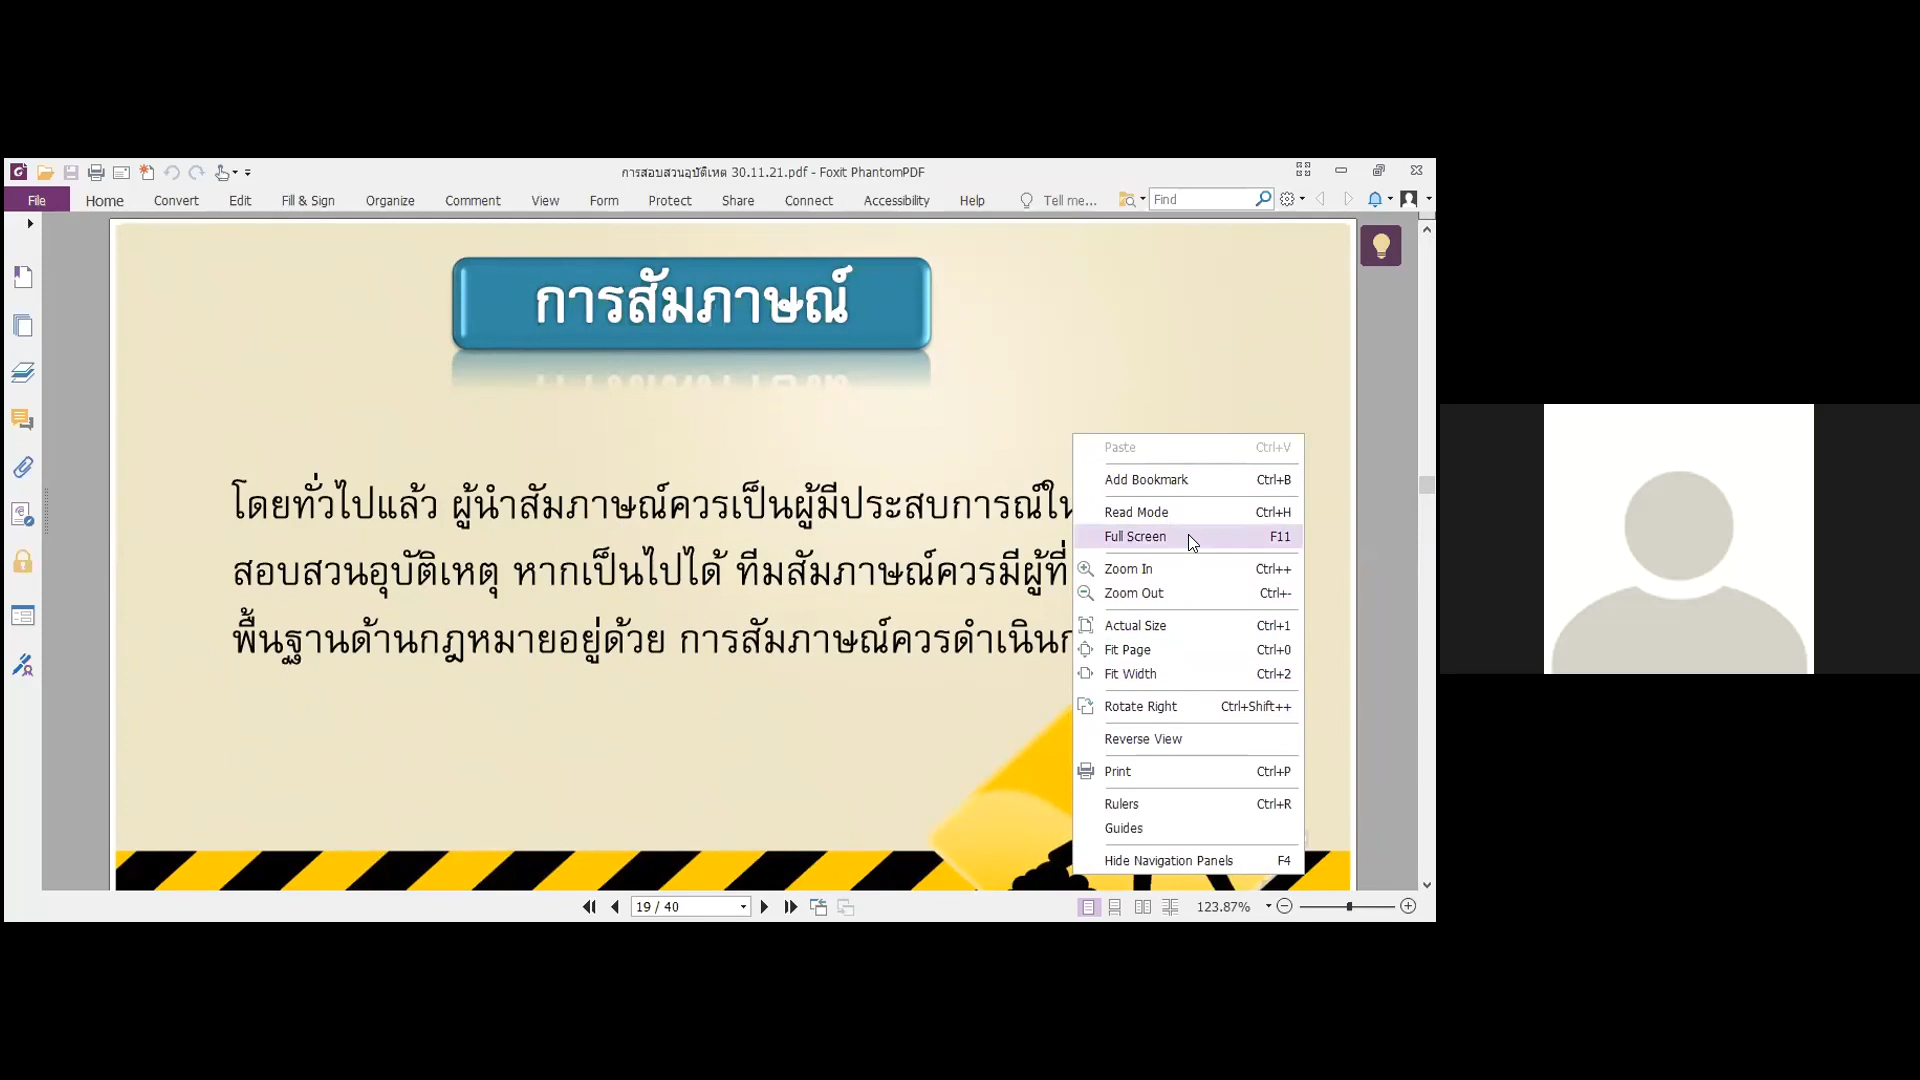 การสอบสวนอุบัติเหต 30.11.21.pdf - Foxit PhantomPDF
File Home Convert Edit Fill & Sign Organize Comment View Form Protect Share Connect Accessibility Help Tell me... Find
การสัมภาษณ์
โดยทั่วไปแล้ว ผู้นำสัมภาษณ์ควรเป็นผู้มีประสบการณ์ใน
สอบสวนอุบัติเหตุ หากเป็นไปได้ ทีมสัมภาษณ์ควรมีผู้ที่
พื้นฐานด้านกฎหมายอยู่ด้วย การสัมภาษณ์ควรดำเนิน
Paste Ctrl+V
Add Bookmark Ctrl+B
Read Mode Ctrl+H
Full Screen F11
Zoom In Ctrl++
Zoom Out Ctrl+-
Actual Size Ctrl+1
Fit Page Ctrl+0
Fit Width Ctrl+2
Rotate Right Ctrl+Shift++
Reverse View
Print Ctrl+P
Rulers Ctrl+R
Guides
Hide Navigation Panels F4
19 / 40
123.87%